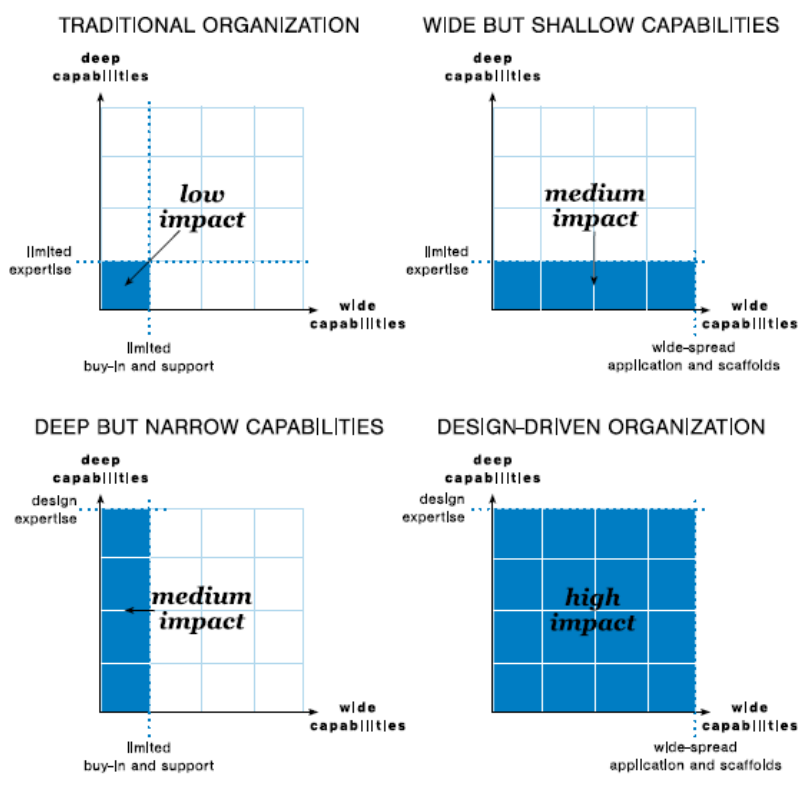 TRADITIONAL ORGANIZATION
deep
capabilities
low
impact
limited
expertise
wide
capabilities
limited
buy-in and support
WIDE BUT SHALLOW CAPABILITIES
deep
capabilities
medium
impact
limited
expertise
wide
capabilities
wide-spread
application and scaffolds
DEEP BUT NARROW CAPABILITIES
deep
capabilities
design
expertise
medium
impact
wide
capabilities
limited
buy-in and support
DESIGN-DRIVEN ORGANIZATION
deep
capabilities
design
expertise
high
impact
wide
capabilities
wide-spread
application and scaffolds